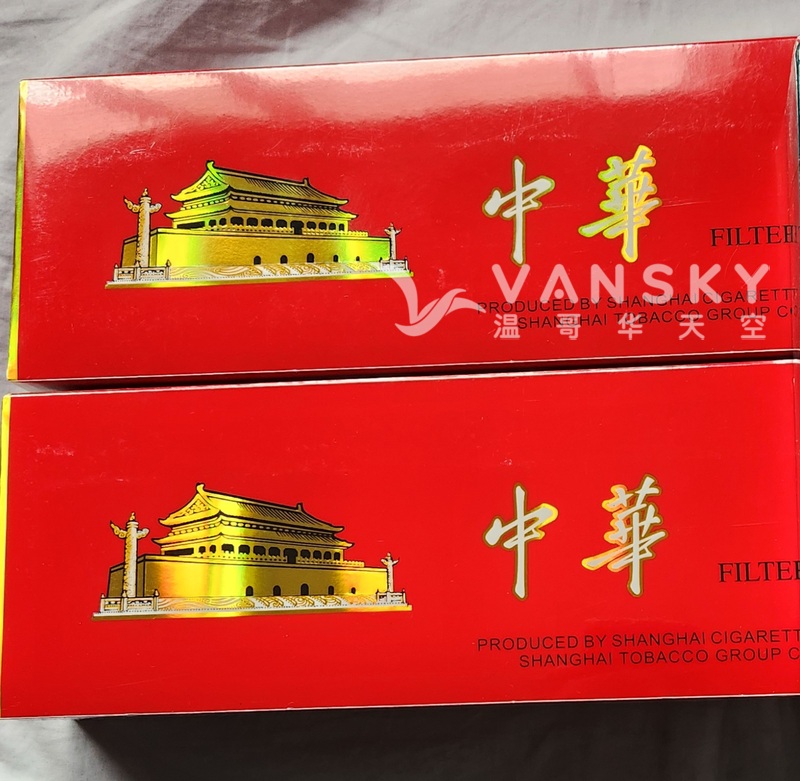 中華
FILTE
VANSKY
温哥华天空
PRODUCED BY SHANGHAI CIGARETT
SHANGHAI TOBACCO GROUP C
中華
FILTE
PRODUCED BY SHANGHAI CIGARETT
SHANGHAI TOBACCO GROUP C